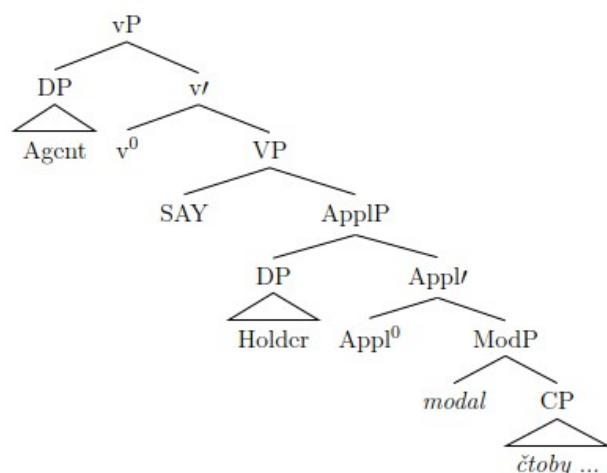 vP
DP v′
Agent v⁰ VP
SAY ApplP
DP Appl′
Holder Appl⁰ ModP
modal CP
čtoby ...